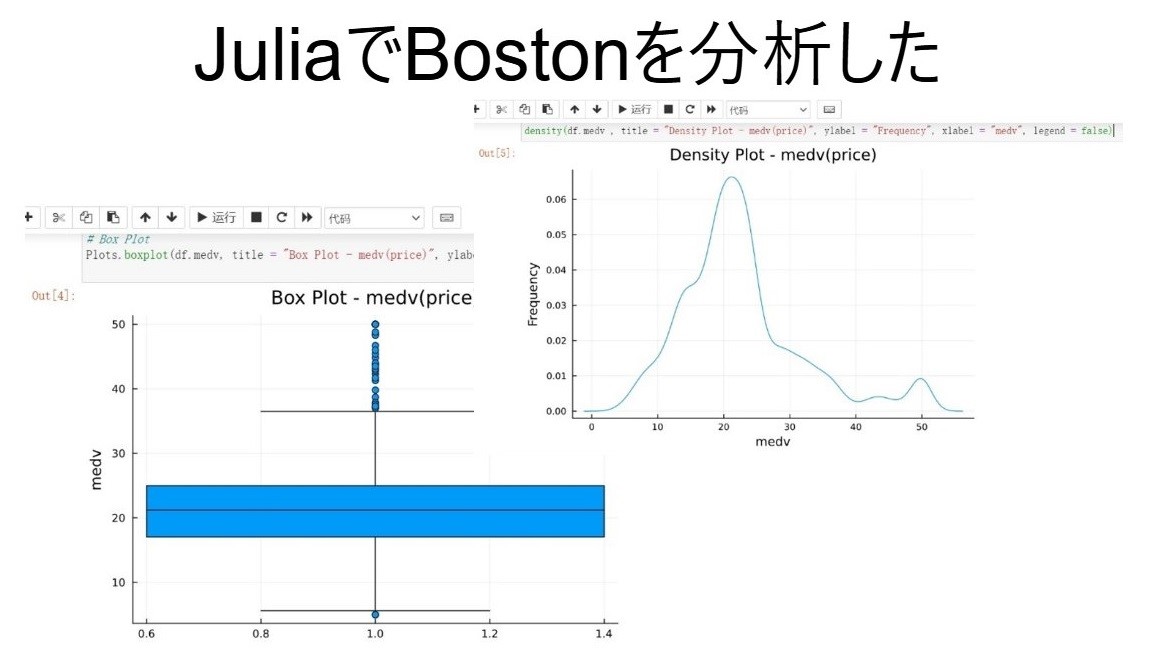 JuliaでBostonを分析した
运行
代码
density(df.medv , title = "Density Plot - medv(price)", ylabel = "Frequency", xlabel = "medv", legend = false)
Out[5]:
Density Plot - medv(price)
0.06
0.05
0.04
0.03
0.02
0.01
0.00
Frequency
0 10 20 30 40 50
medv
运行
代码
# Box Plot
Plots.boxplot(df.medv, title = "Box Plot - medv(price)", ylabe
Out[4]:
Box Plot - medv(price
50
40
30
20
10
medv
0.6 0.8 1.0 1.2 1.4